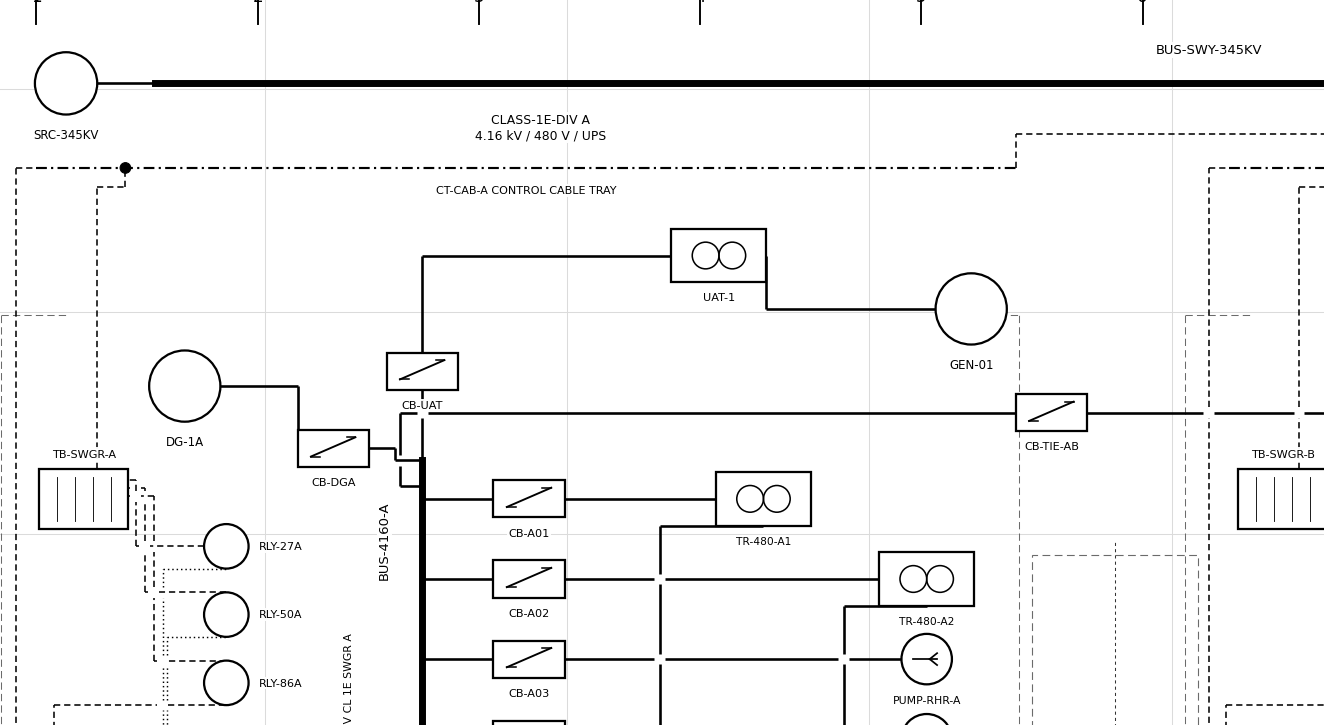 BUS-SWY-345KV
SRC-345KV
CLASS-1E-DIV A
4.16 kV / 480 V / UPS
CT-CAB-A CONTROL CABLE TRAY
UAT-1
GEN-01
CB-UAT
DG-1A
CB-TIE-AB
TB-SWGR-A
TB-SWGR-B
CB-DGA
BUS-4160-A
CB-A01
TR-480-A1
RLY-27A
CB-A02
RLY-50A
TR-480-A2
V CL 1E SWGR A
RLY-86A
CB-A03
PUMP-RHR-A